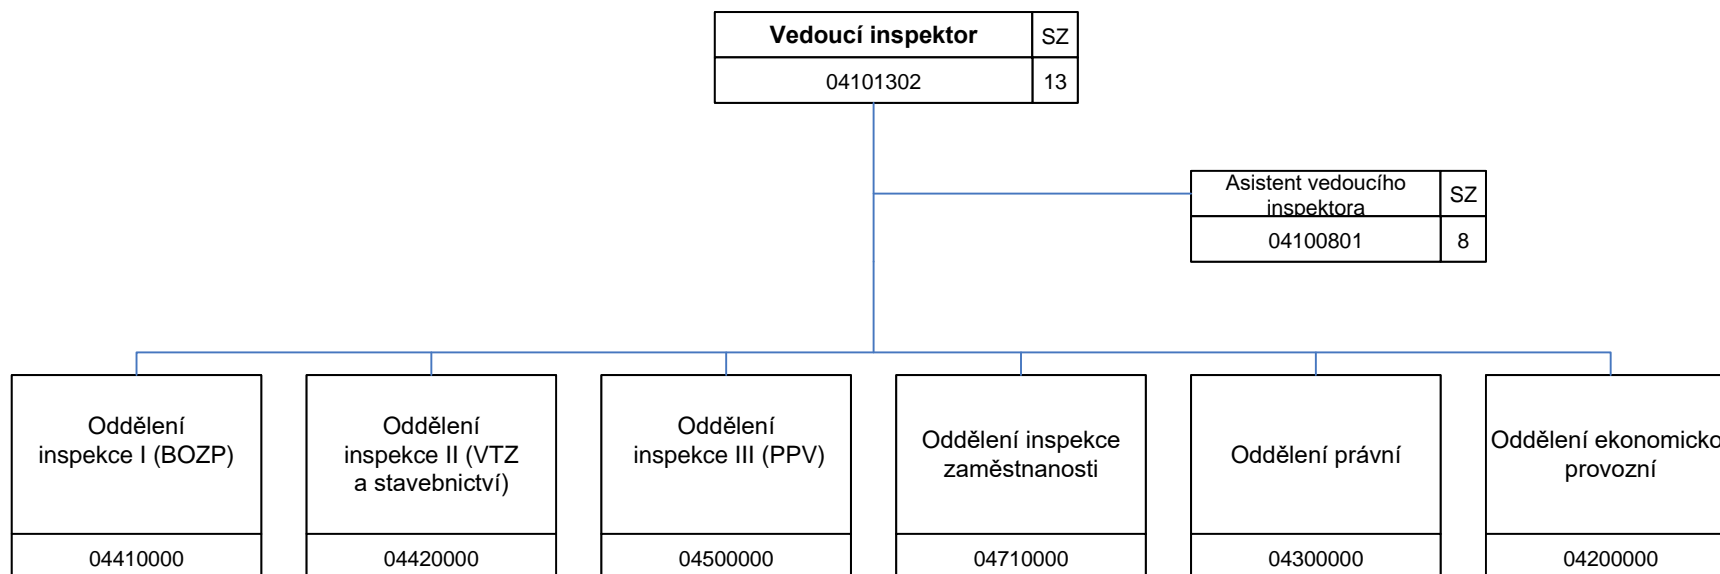 Vedoucí inspektor SZ
04101302 13
Asistent vedoucího
inspektora
SZ
04100801 8
Oddělení
inspekce I (BOZP)
04410000
Oddělení
inspekce II (VTZ
a stavebnictví)
04420000
Oddělení
inspekce III (PPV)
04500000
Oddělení inspekce
zaměstnanosti
04710000
Oddělení právní
04300000
Oddělení ekonomicko
provozní
04200000